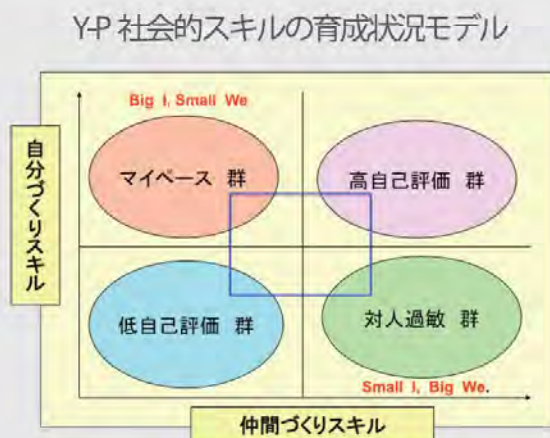 Y-P 社会的スキルの育成状況モデル
Big I, Small We
自分づくりスキル
マイペース 群
高自己評価 群
低自己評価 群
対人過敏 群
Small I, Big We.
仲間づくりスキル